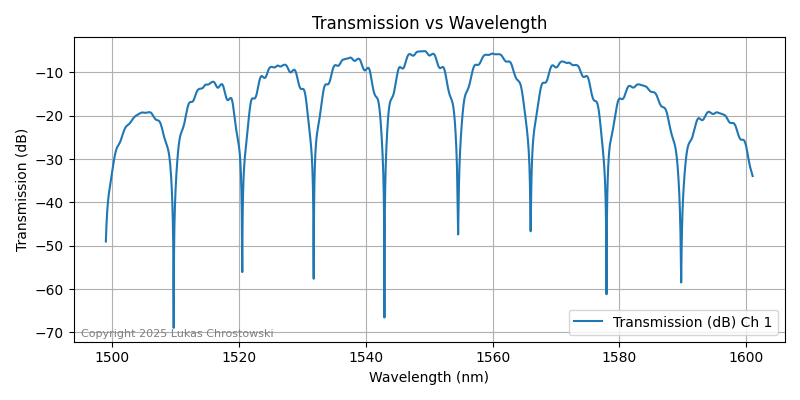 Transmission vs Wavelength
Transmission (dB)
−10
−20
−30
−40
−50
−60
−70
Copyright 2025 Lukas Chrostowski
Transmission (dB) Ch 1
1500
1520
1540
1560
1580
1600
Wavelength (nm)